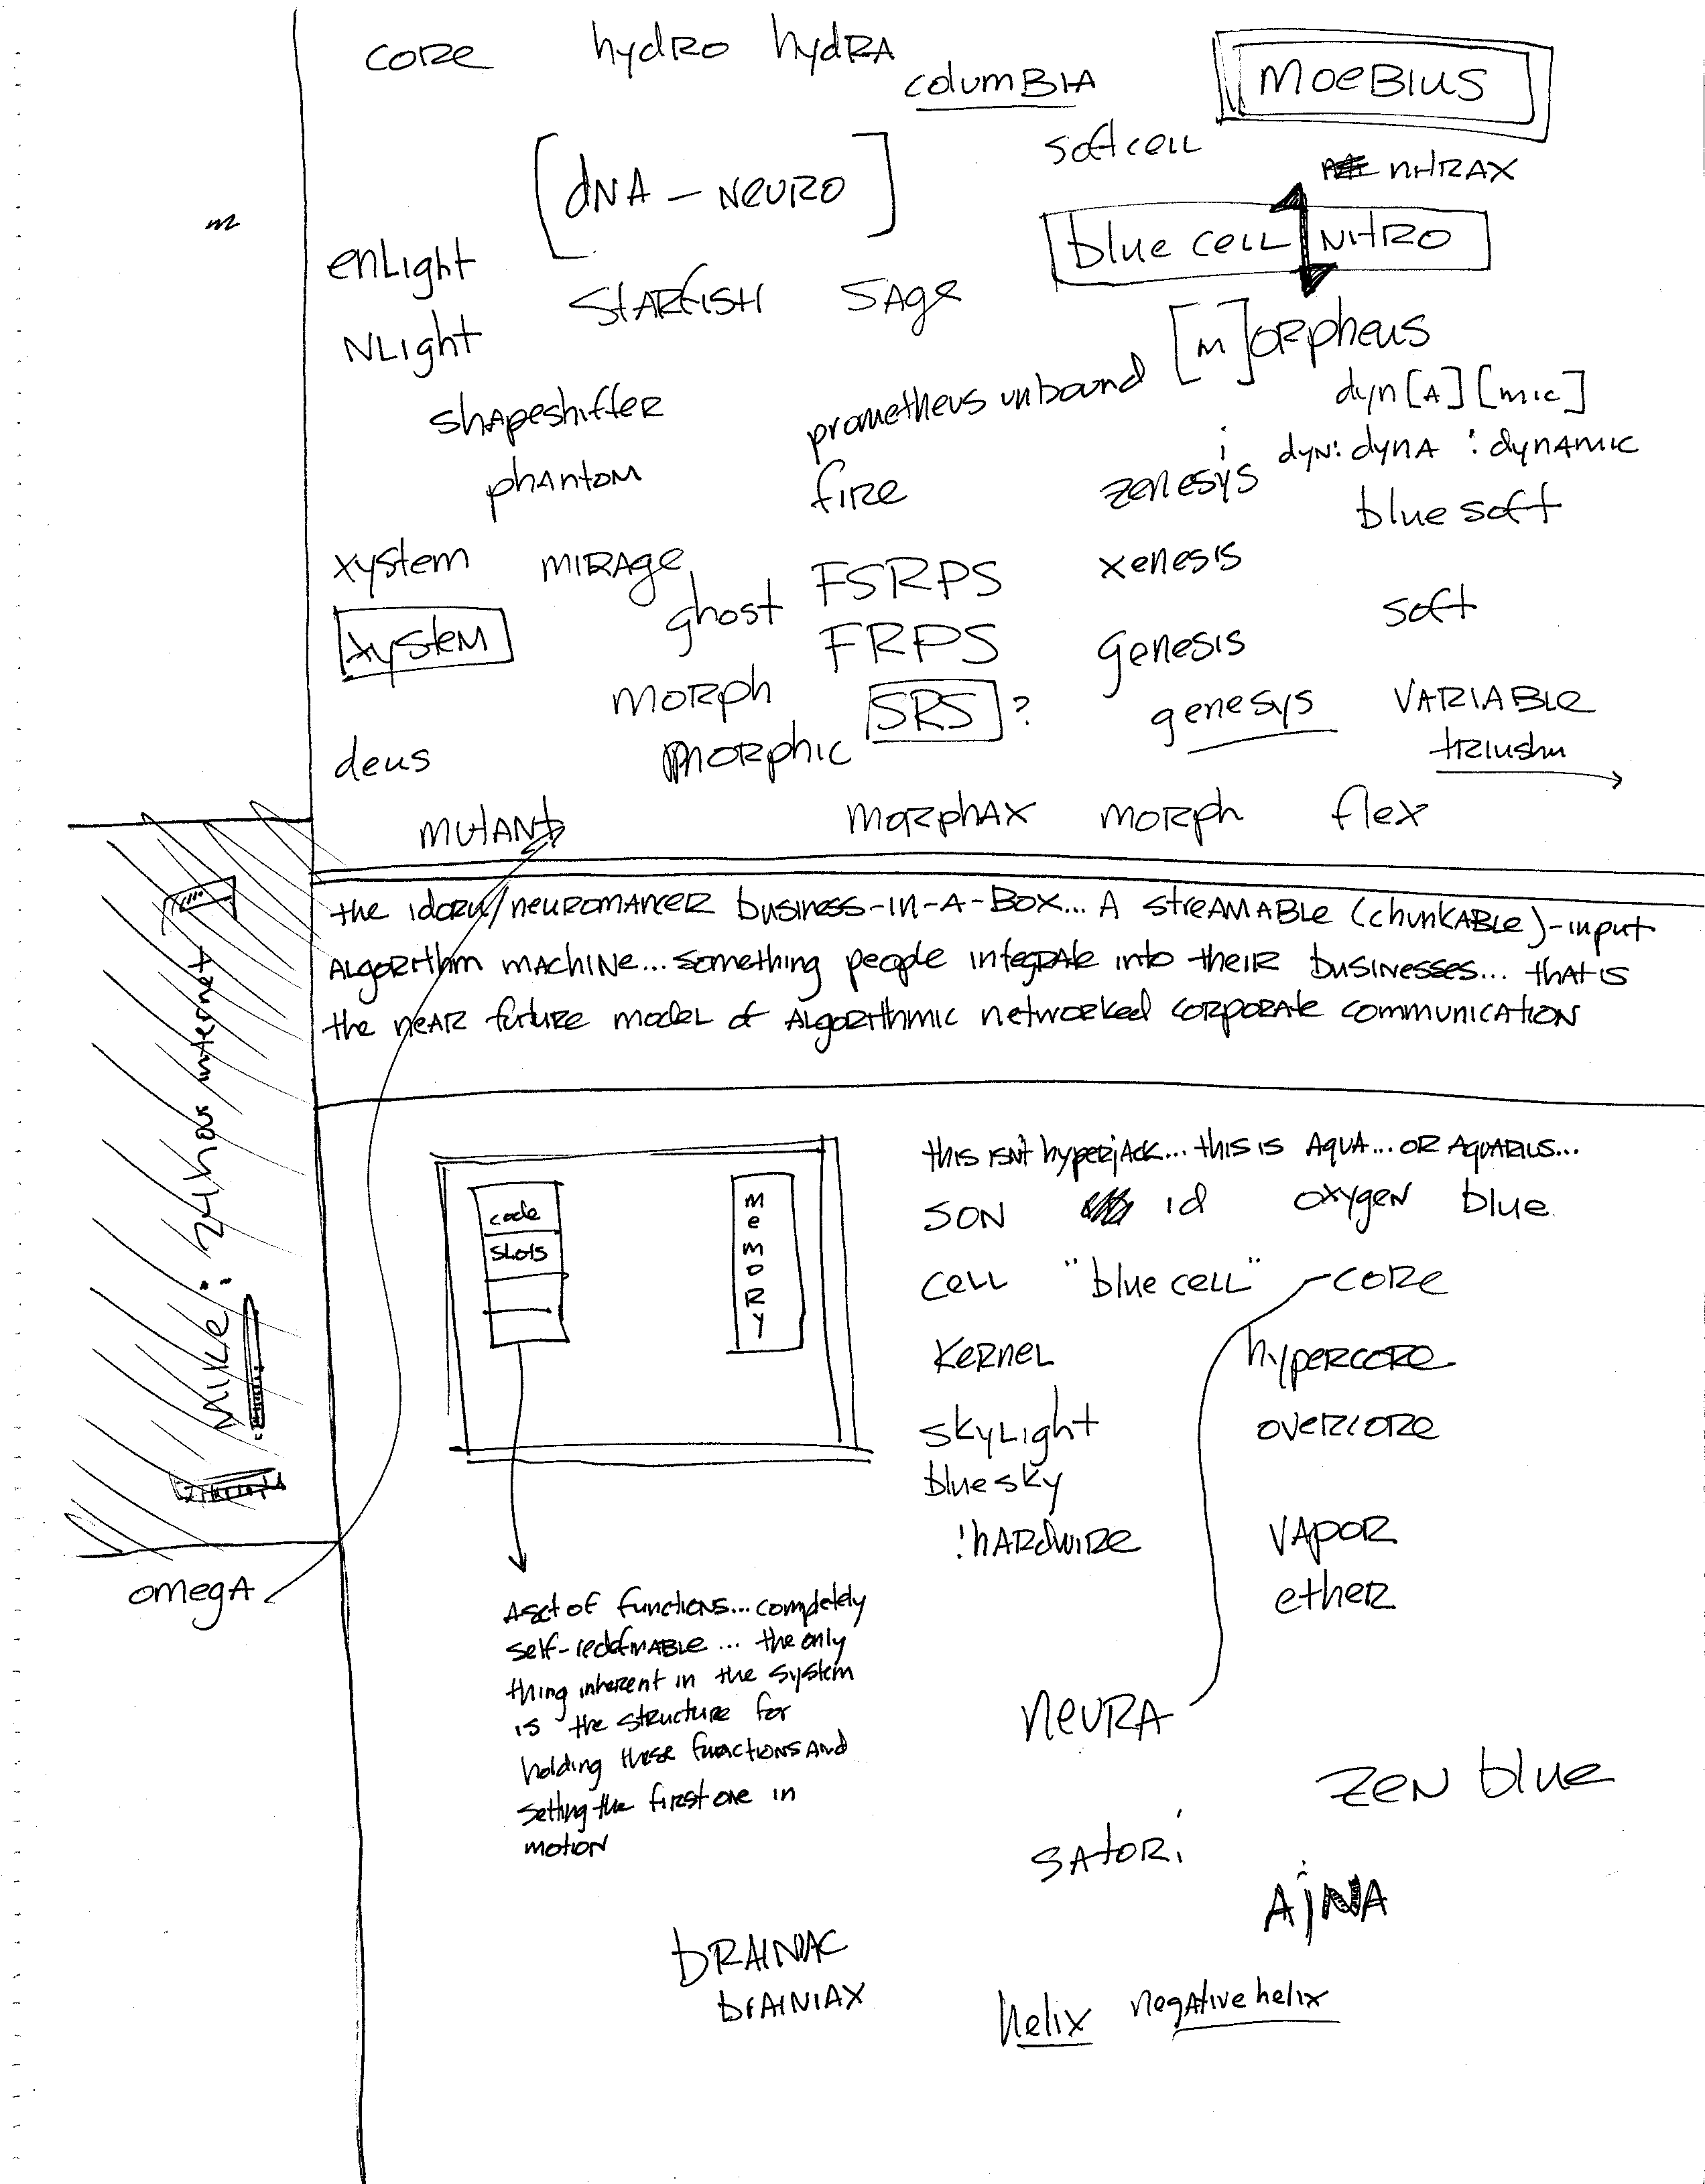 core hydro hydra
columBIA
MOEBIUS
soft cell
[dNA - NEURO]
NHRAX
m
blue cell NITRO
enLight
STARfISH SAge
[m]ORpheus
NLight
prometheus unbound
dyn[A][mic]
shApeshifter
dyN: dynA : dynAmic
phAntom
fire
zenesys
blue soft
xystem mIRAge
FSRPS
xenesis
ghost
soft
xystem
FRPS
genesis
morph
SRS ?
genesys
VARIABle
deus
morphic
mutANt
morphAx morph flex
the idoru/neuromancer business-in-A-Box... A streAMABle (chunkABLe)-input
ALgorithm mAchine... something people integrate into their businesses... thAt is
the neAR future model of ALgorithmic networked corporate communicAtion
Mike: 24 hour internet
this isn't hyperjAck... this is AquA... OR AquARius...
code
slots
memory
SON id oxygen blue
cell "blue cell" core
Kernel hypercore
skyLight overcore
blue sky
!hARdwire VApor
ether
omegA
A set of functions... completely
self-redefinABle... the only
thing inherent in the system
is the structure for
holding these functions And
setting the first one in
motion
NeuRA
zen blue
sAtori
AjNA
brAiniAc
brAiniAx
helix negAtive helix